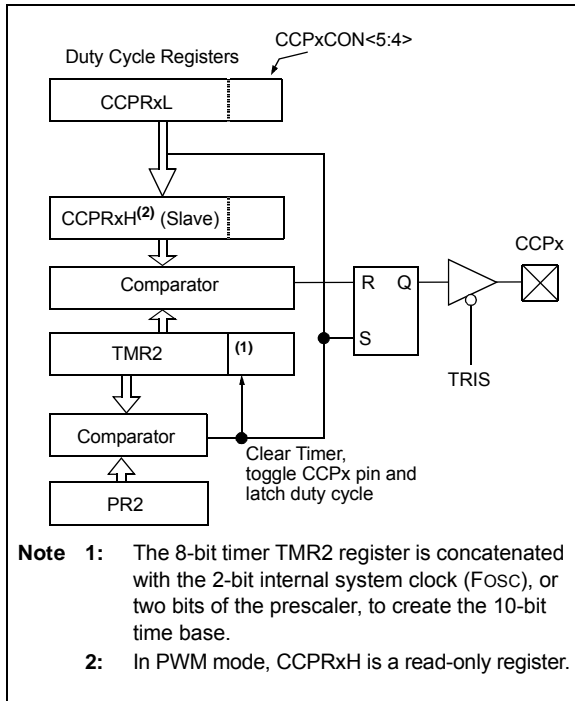 CCPxCON<5:4>
Duty Cycle Registers
CCPRxL
CCPRxH(2) (Slave)
CCPx
Comparator
R Q
S
TMR2
(1)
TRIS
Comparator
Clear Timer,
toggle CCPx pin and
latch duty cycle
PR2
Note 1: The 8-bit timer TMR2 register is concatenated
with the 2-bit internal system clock (FOSC), or
two bits of the prescaler, to create the 10-bit
time base.
2: In PWM mode, CCPRxH is a read-only register.